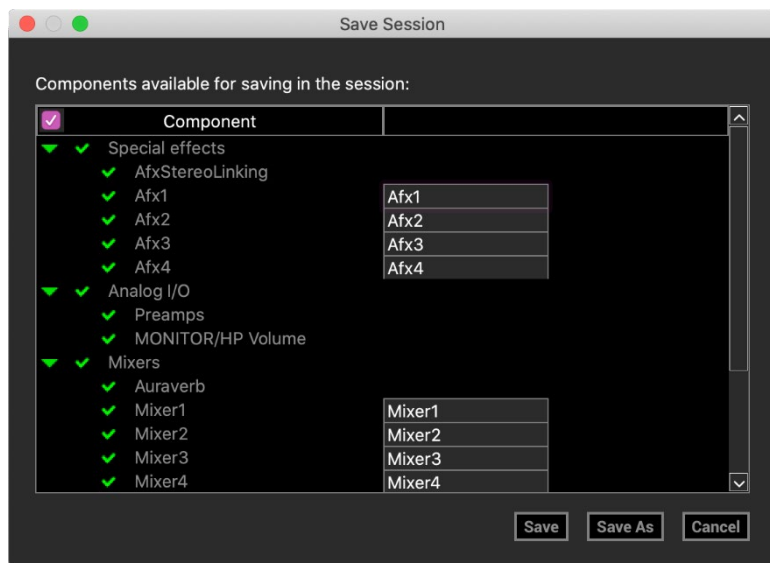 Save Session
Components available for saving in the session:
Component
Special effects
AfxStereoLinking
Afx1 Afx1
Afx2 Afx2
Afx3 Afx3
Afx4 Afx4
Analog I/O
Preamps
MONITOR/HP Volume
Mixers
Auraverb
Mixer1 Mixer1
Mixer2 Mixer2
Mixer3 Mixer3
Mixer4 Mixer4
Save Save As Cancel